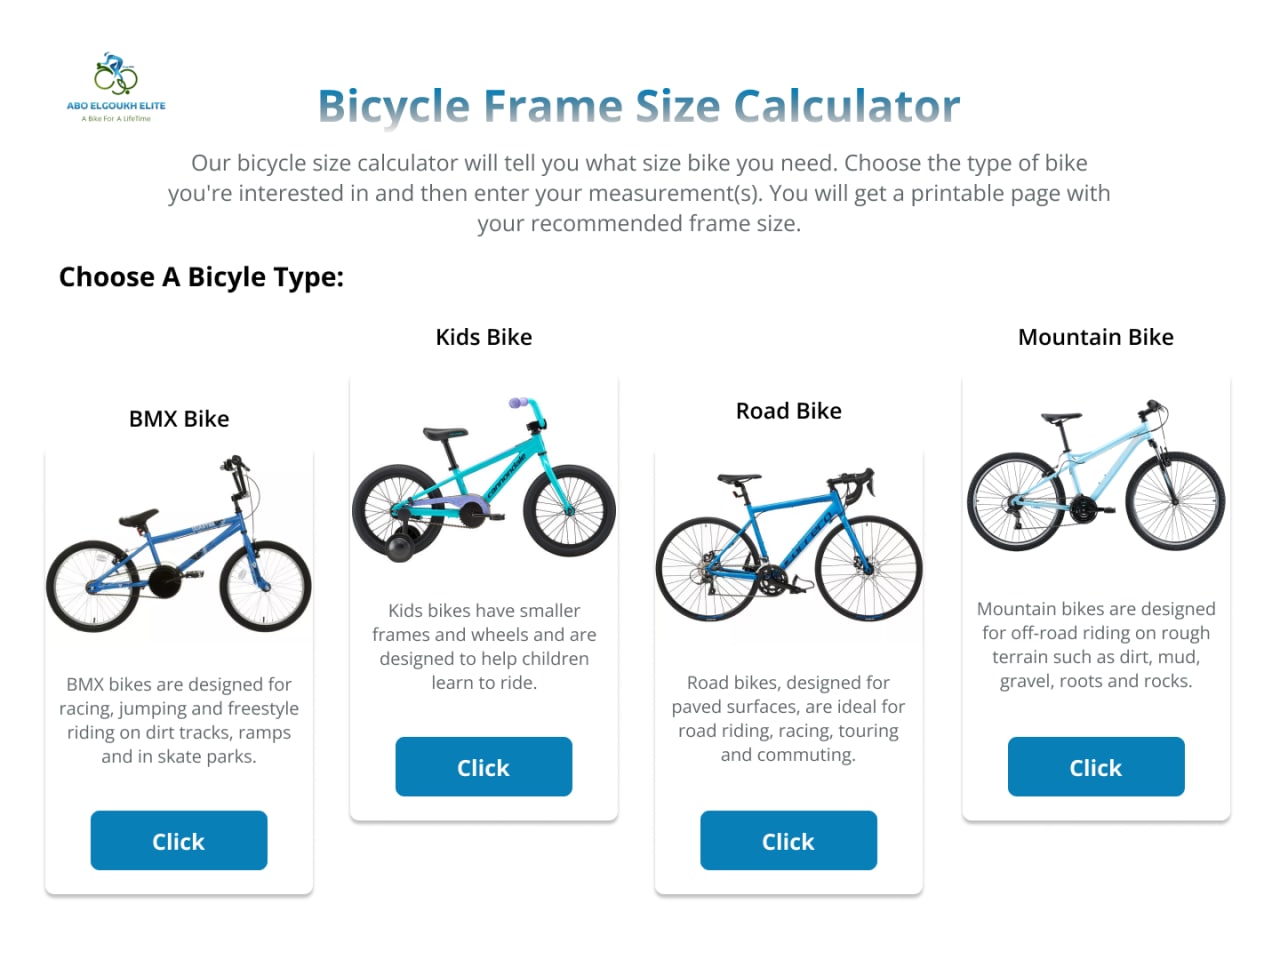 ABO ELGOUKH ELITE
A Bike For A LifeTime
Bicycle Frame Size Calculator
Our bicycle size calculator will tell you what size bike you need. Choose the type of bike
you're interested in and then enter your measurement(s). You will get a printable page with
your recommended frame size.
Choose A Bicyle Type:
BMX Bike
BMX bikes are designed for
racing, jumping and freestyle
riding on dirt tracks, ramps
and in skate parks.
Click
Kids Bike
cannondale
Kids bikes have smaller
frames and wheels and are
designed to help children
learn to ride.
Click
Road Bike
carrera
Road bikes, designed for
paved surfaces, are ideal for
road riding, racing, touring
and commuting.
Click
Mountain Bike
Mountain bikes are designed
for off-road riding on rough
terrain such as dirt, mud,
gravel, roots and rocks.
Click